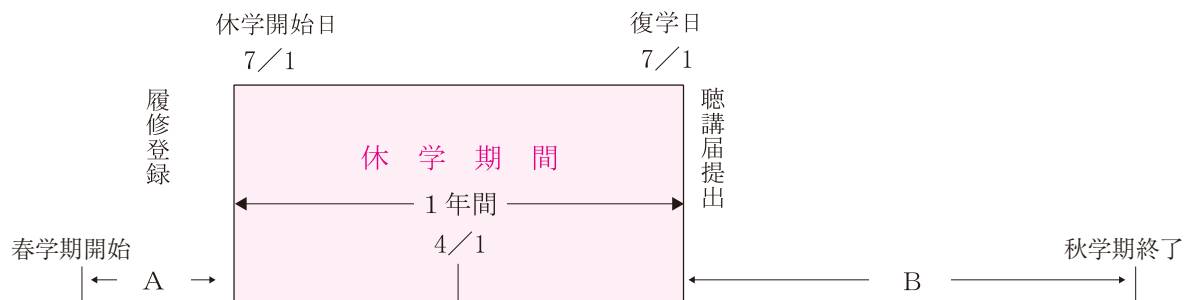 休学開始日
7／1
復学日
7／1
履修登録
聴講届提出
休学期間
1年間
4／1
春学期開始
秋学期終了
A
B